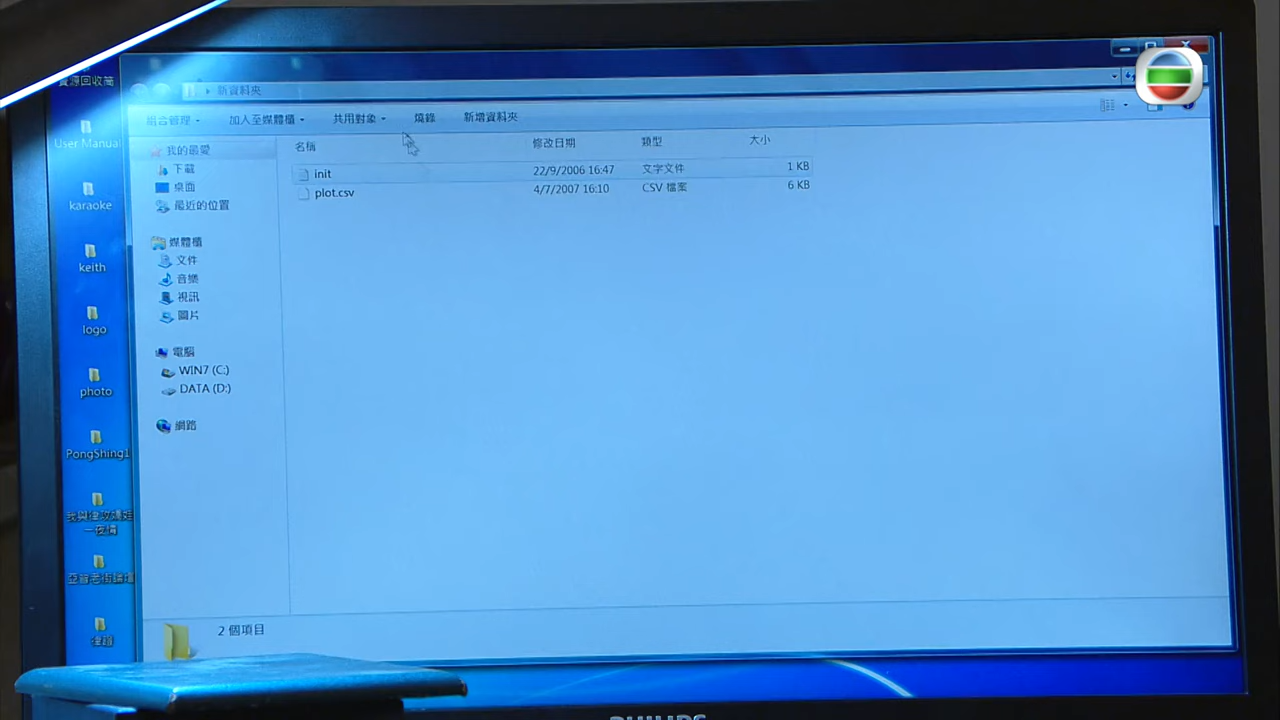 資源回收筒
User Manual
karaoke
keith
logo
photo
PongShing1
新資料夾
組合管理
加入至媒體櫃
共用對象
燒錄
新增資料夾
我的最愛
下載
桌面
最近的位置
媒體櫃
文件
音樂
視訊
圖片
電腦
WIN7 (C:)
DATA (D:)
網路
名稱 修改日期 類型 大小
init 22/9/2006 16:47 文字文件 1 KB
plot.csv 4/7/2007 16:10 CSV 檔案 6 KB
2 個項目
PHILIPS